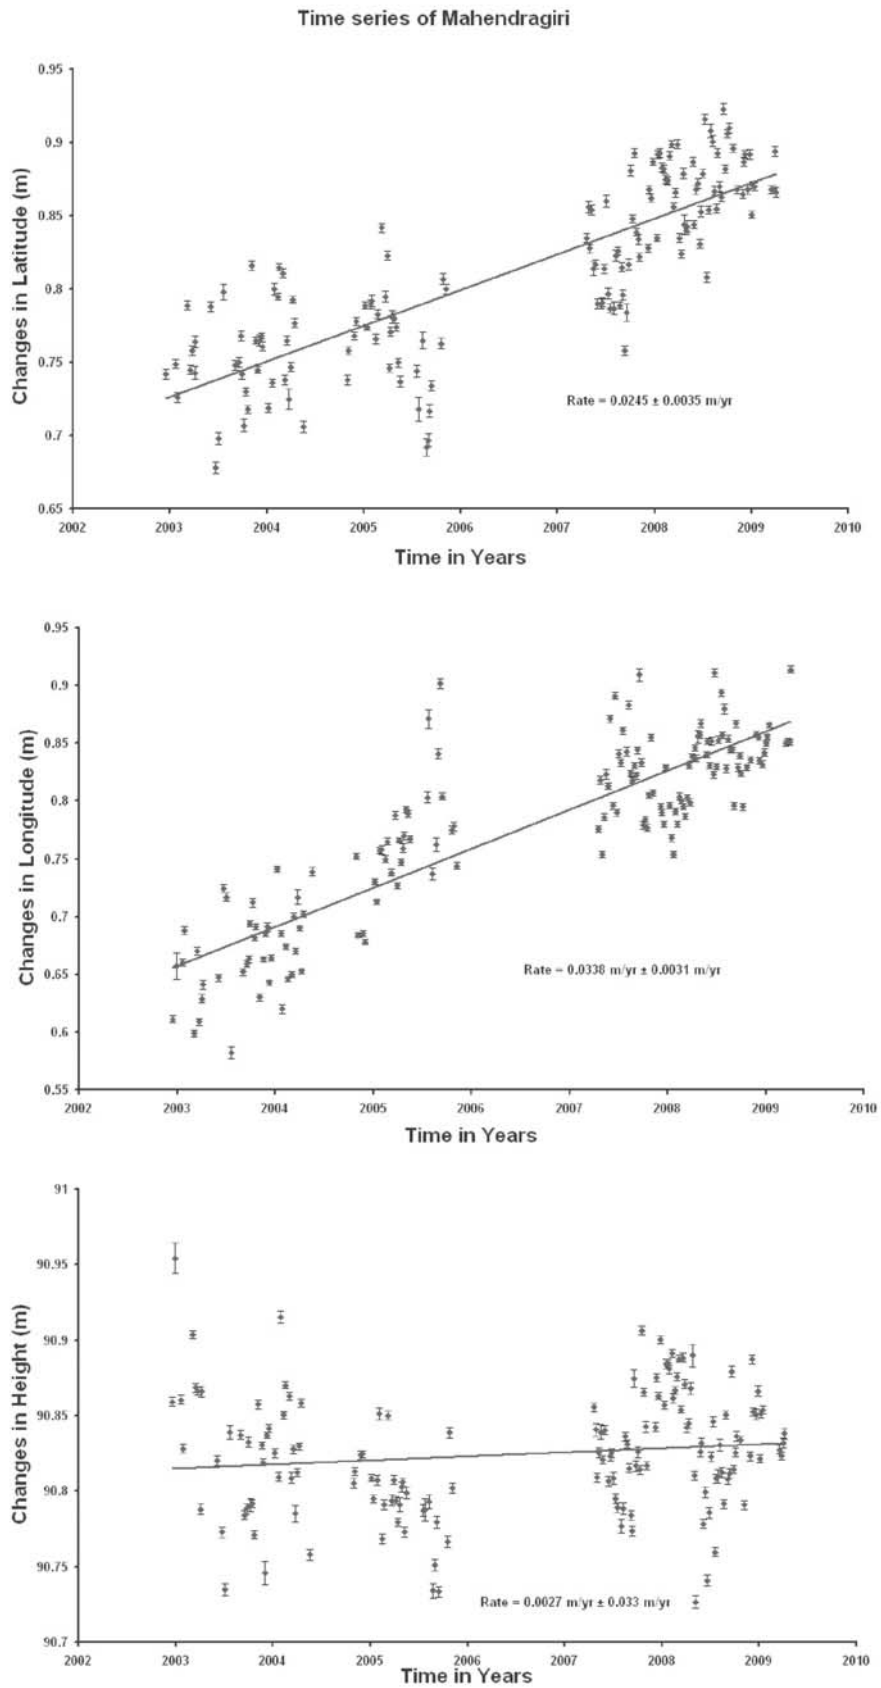 Time series of Mahendragiri
0.95
0.9
0.85
0.8
0.75
0.7
0.65
Changes in Latitude (m)
Rate = 0.0245 ± 0.0035 m/yr
2002 2003 2004 2005 2006 2007 2008 2009 2010
Time in Years
0.95
0.9
0.85
0.8
0.75
0.7
0.65
0.6
0.55
Changes in Longitude (m)
Rate = 0.0338 m/yr ± 0.0031 m/yr
2002 2003 2004 2005 2006 2007 2008 2009 2010
Time in Years
91
90.95
90.9
90.85
90.8
90.75
90.7
Changes in Height (m)
Rate = 0.0027 m/yr ± 0.033 m/yr
2002 2003 2004 2005 2006 2007 2008 2009 2010
Time in Years